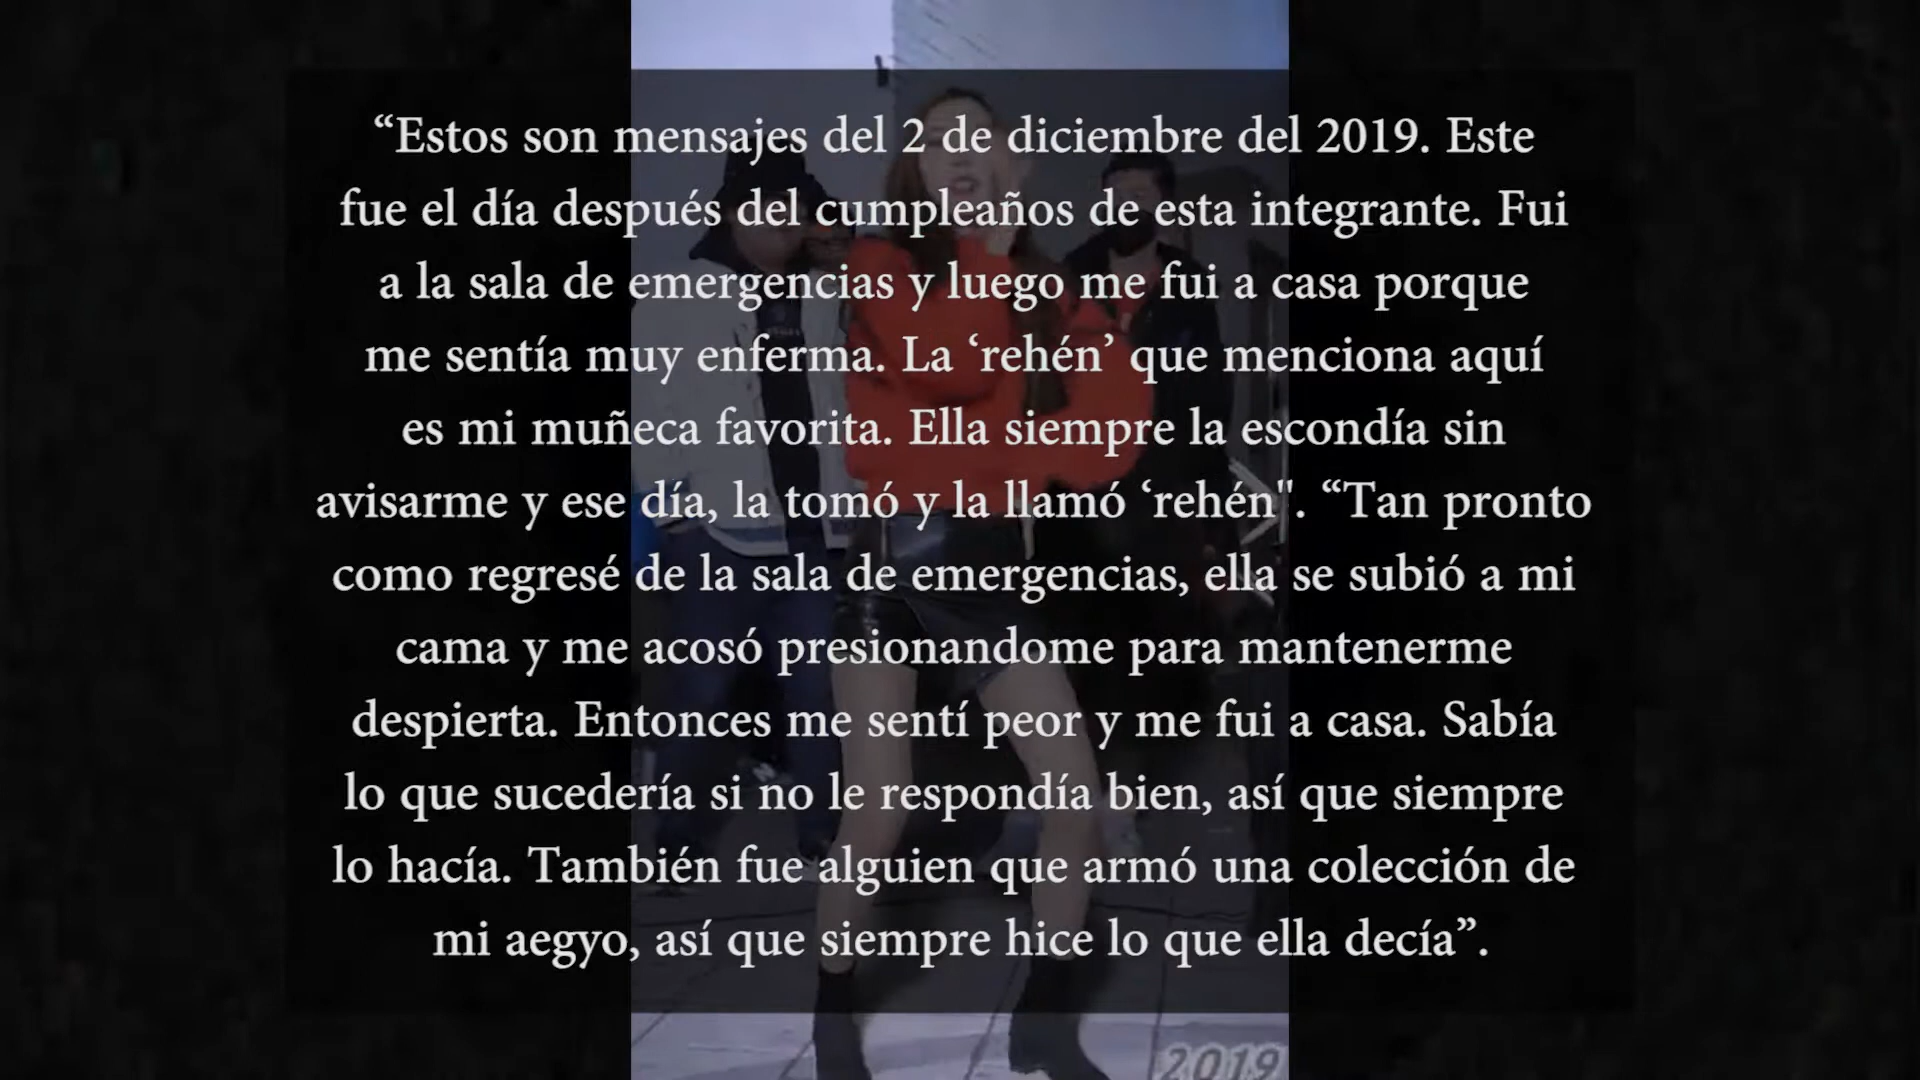 “Estos son mensajes del 2 de diciembre del 2019. Este
fue el día después del cumpleaños de esta integrante. Fui
a la sala de emergencias y luego me fui a casa porque
me sentía muy enferma. La ‘rehén’ que menciona aquí
es mi muñeca favorita. Ella siempre la escondía sin
avisarme y ese día, la tomó y la llamó ‘rehén". “Tan pronto
como regresé de la sala de emergencias, ella se subió a mi
cama y me acosó presionandome para mantenerme
despierta. Entonces me sentí peor y me fui a casa. Sabía
lo que sucedería si no le respondía bien, así que siempre
lo hacía. También fue alguien que armó una colección de
mi aegyo, así que siempre hice lo que ella decía”.
2019